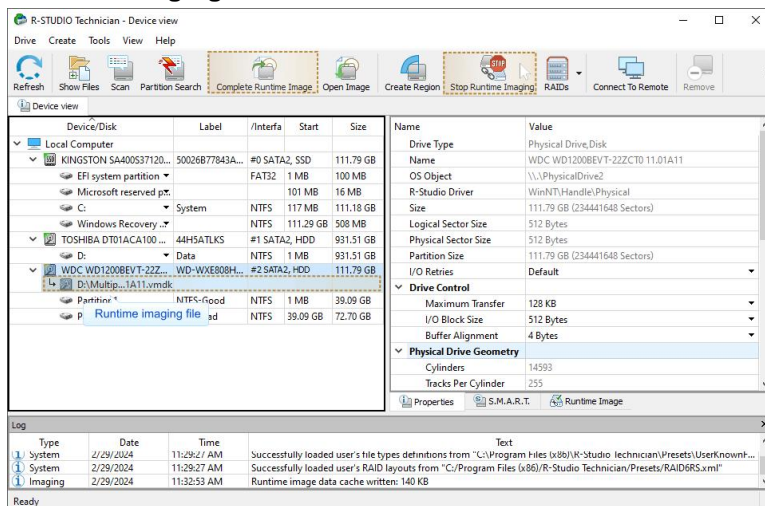 R-STUDIO Technician - Device view
Drive Create Tools View Help
Refresh Show Files Scan Partition Search Complete Runtime Image Open Image Create Region Stop Runtime Imaging RAIDs Connect To Remote Remove
Device view
Device/Disk Label /Interfa Start Size
Local Computer
KINGSTON SA400S37120... 50026B77843A... #0 SATA2, SSD 111.79 GB
EFI system partition FAT32 1 MB 100 MB
Microsoft reserved p... 101 MB 16 MB
C: System NTFS 117 MB 111.18 GB
Windows Recovery ... NTFS 111.29 GB 508 MB
TOSHIBA DT01ACA100 ... 44H5ATLKS #1 SATA2, HDD 931.51 GB
D: Data NTFS 1 MB 931.51 GB
WDC WD1200BEVT-22Z... WD-WXE808H... #2 SATA2, HDD 111.79 GB
D:\Multip...1A11.vmdk
Partition 1 NTFS-Good NTFS 1 MB 39.09 GB
P NTFS 39.09 GB 72.70 GB
Runtime imaging file
Name Value
Drive Type Physical Drive,Disk
Name WDC WD1200BEVT-22ZCT0 11.01A11
OS Object \\.\PhysicalDrive2
R-Studio Driver WinNT\Handle\Physical
Size 111.79 GB (234441648 Sectors)
Logical Sector Size 512 Bytes
Physical Sector Size 512 Bytes
Partition Size 111.79 GB (234441648 Sectors)
I/O Retries Default
Drive Control
Maximum Transfer 128 KB
I/O Block Size 512 Bytes
Buffer Alignment 4 Bytes
Physical Drive Geometry
Cylinders 14593
Tracks Per Cylinder 255
Properties S.M.A.R.T. Runtime Image
Log
Type Date Time Text
System 2/29/2024 11:29:27 AM Successfully loaded user's file types definitions from "C:\Program Files (x86)\R-Studio Technician\Presets\UserKnownF...
System 2/29/2024 11:29:27 AM Successfully loaded user's RAID layouts from "C:/Program Files (x86)/R-Studio Technician/Presets/RAID6RS.xml"
Imaging 2/29/2024 11:32:53 AM Runtime image data cache written: 140 KB
Ready